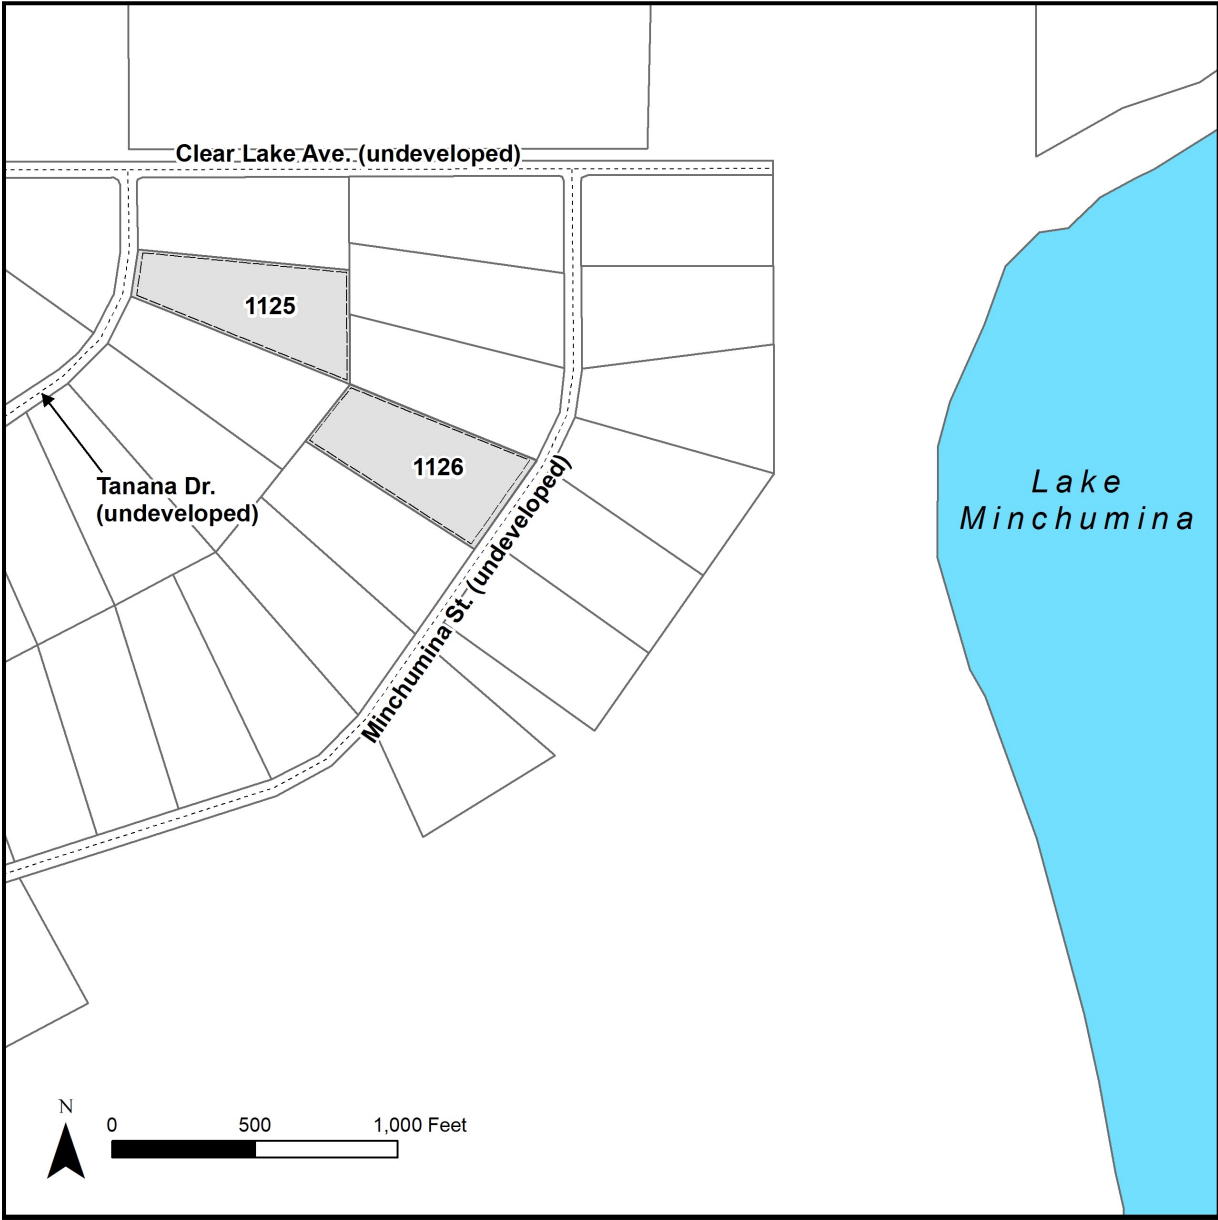 Clear Lake Ave. (undeveloped)
1125
1126
Tanana Dr.
(undeveloped)
Lake
Minchumina
Minchumina St. (undeveloped)
N
0 500 1,000 Feet